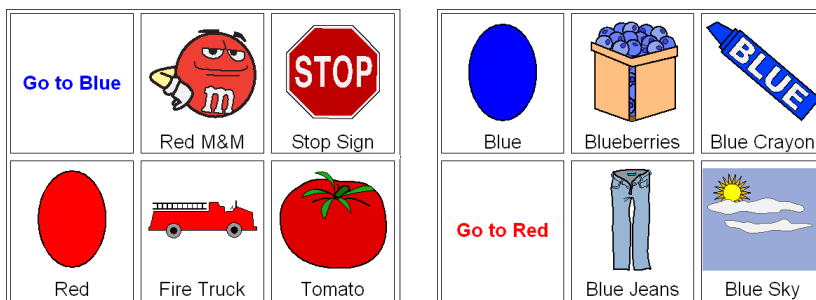 Go to Blue
m
Red M&M
STOP
Stop Sign
Red
Fire Truck
Tomato
Blue
Blueberries
BLUE
Blue Crayon
Go to Red
Blue Jeans
Blue Sky